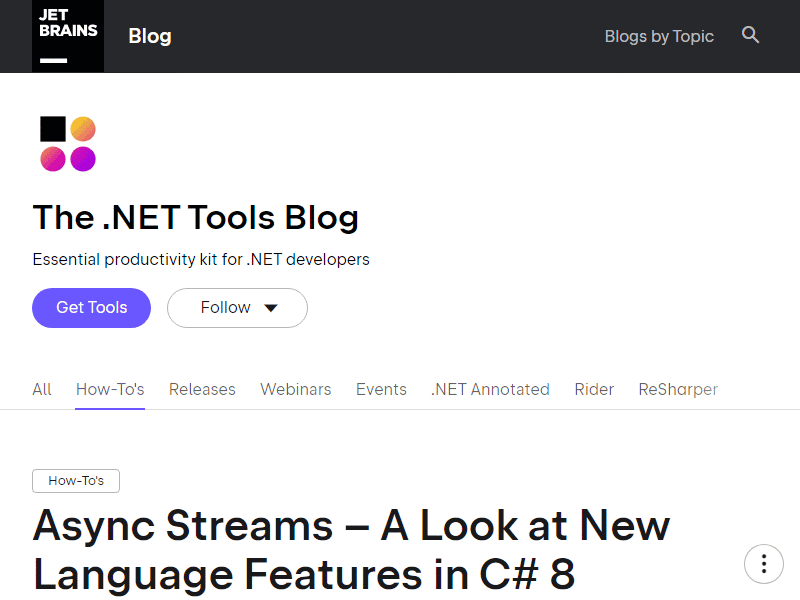 JET
BRAINS
Blog
Blogs by Topic
The .NET Tools Blog
Essential productivity kit for .NET developers
Get Tools
Follow
All How-To's Releases Webinars Events .NET Annotated Rider ReSharper
How-To's
Async Streams – A Look at New
Language Features in C# 8